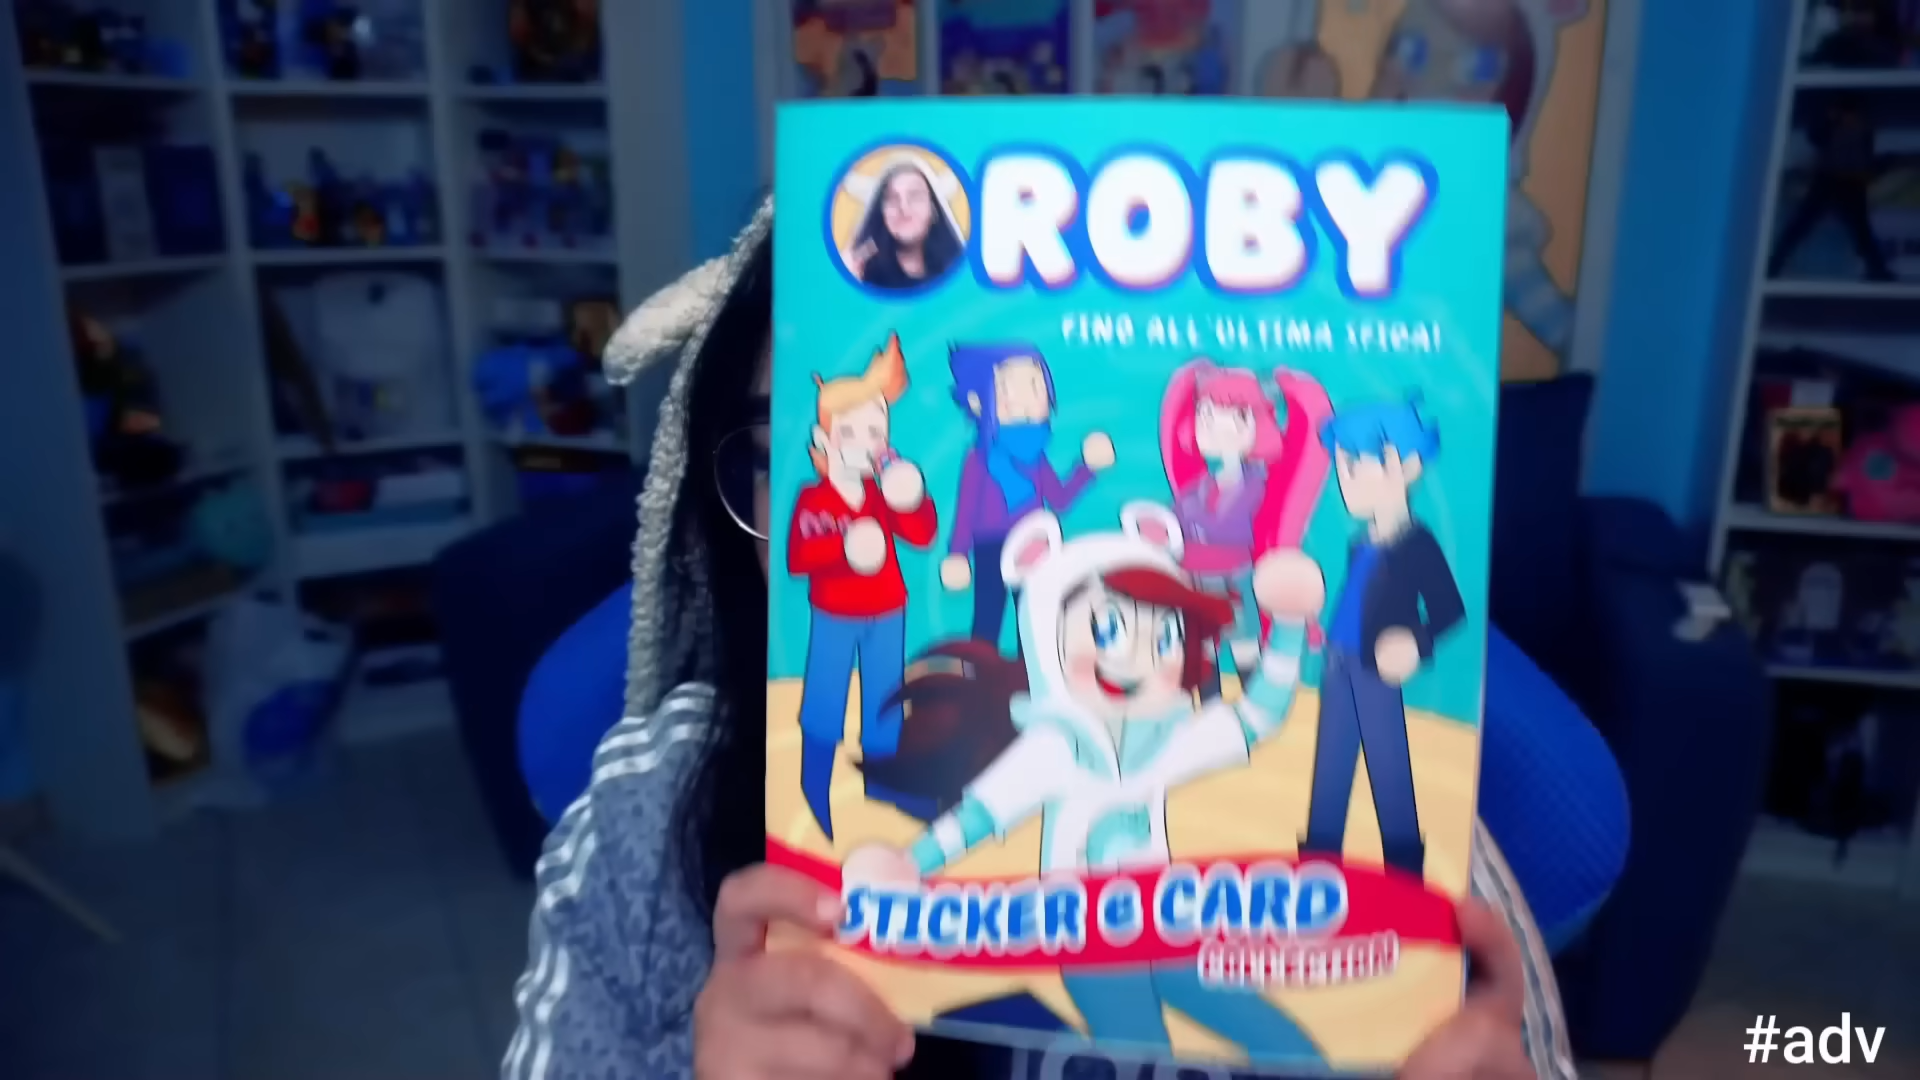 ROBY
FINO ALL'ULTIMA SFIDA!
STICKER & CARD
COLLECTION
#adv